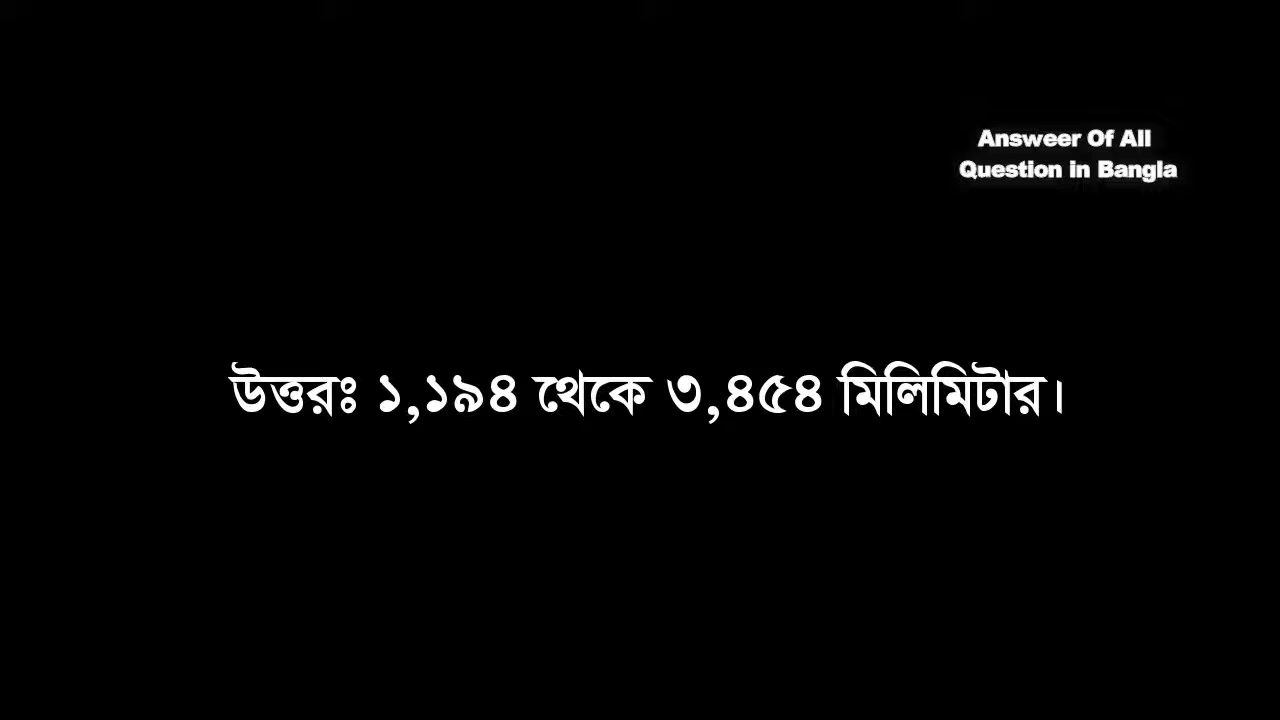 Answeer Of All
Question in Bangla
উত্তরঃ ১,১৯৪ থেকে ৩,৪৫৪ মিলিমিটার।